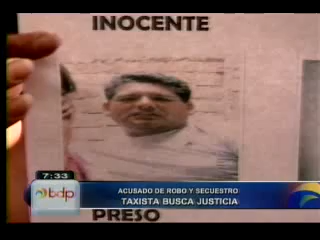 INOCENTE
7:33
bdp
ACUSADO DE ROBO Y SECUESTRO
TAXISTA BUSCA JUSTICIA
PRESO